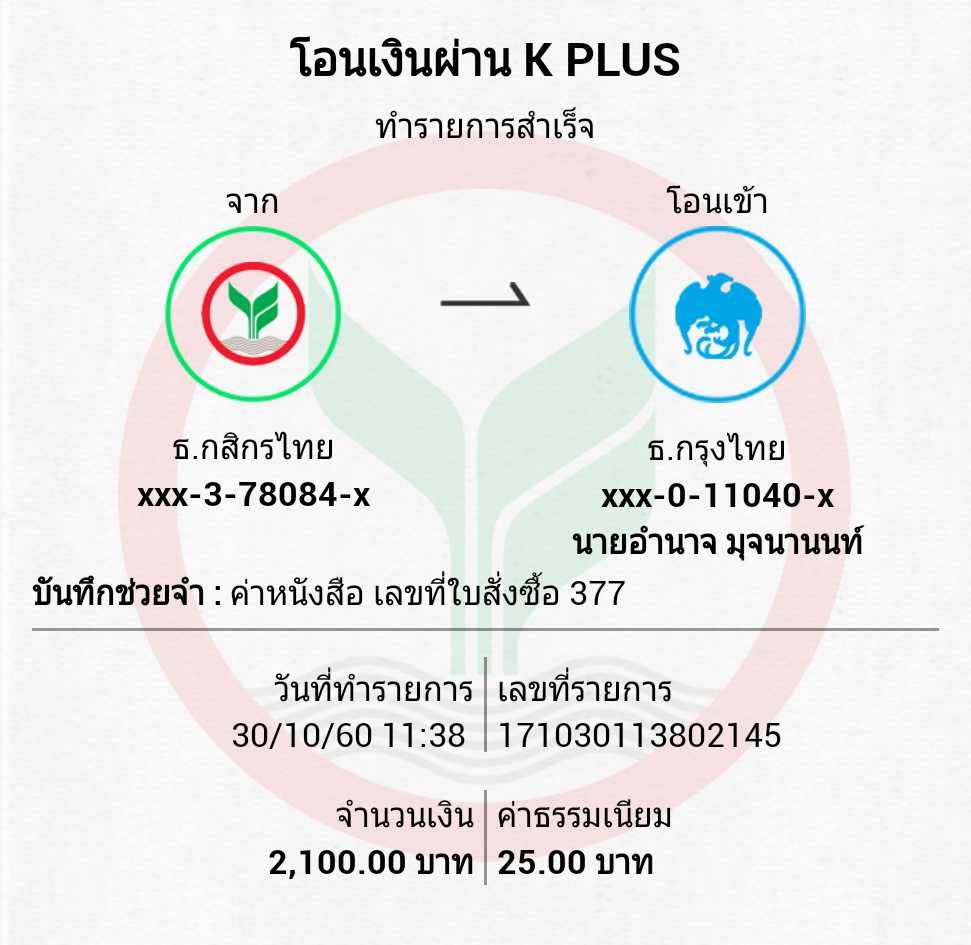 โอนเงินผ่าน K PLUS
ทำรายการสำเร็จ
จาก
โอนเข้า
ธ.กสิกรไทย
xxx-3-78084-x
ธ.กรุงไทย
xxx-0-11040-x
นายอำนาจ มุจนานนท์
บันทึกช่วยจำ : ค่าหนังสือ เลขที่ใบสั่งซื้อ 377
วันที่ทำรายการ
30/10/60 11:38
เลขที่รายการ
171030113802145
จำนวนเงิน
2,100.00 บาท
ค่าธรรมเนียม
25.00 บาท